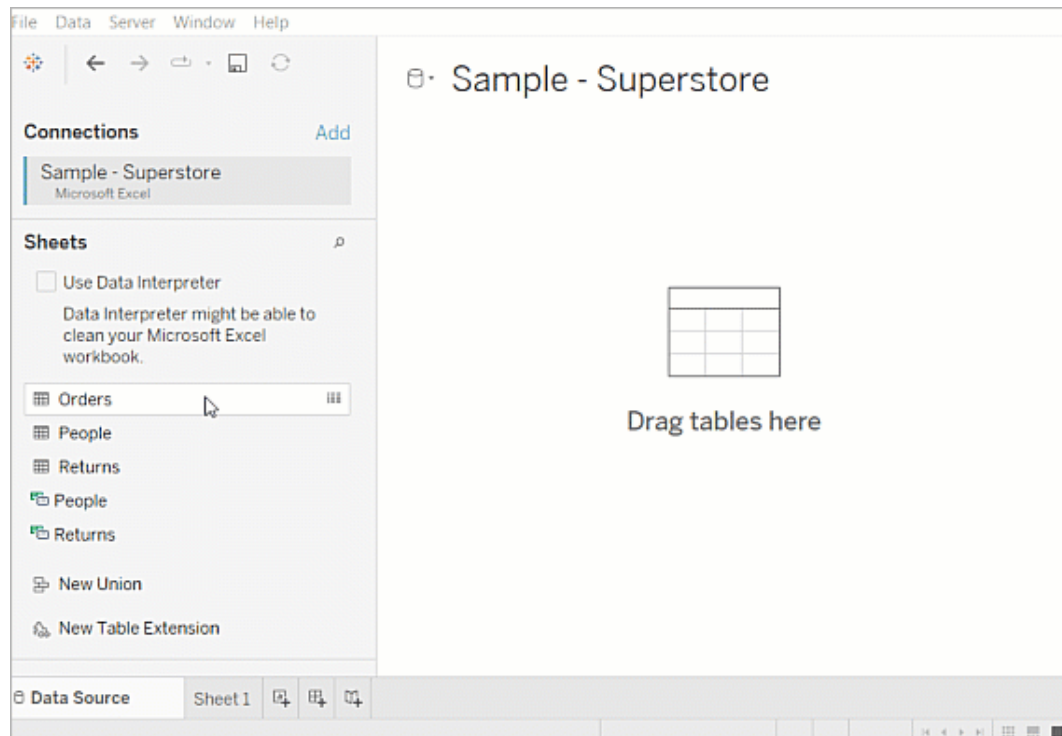 File Data Server Window Help
Sample - Superstore
Connections Add
Sample - Superstore
Microsoft Excel
Sheets
Use Data Interpreter
Data Interpreter might be able to
clean your Microsoft Excel
workbook.
Orders
People
Returns
People
Returns
New Union
New Table Extension
Drag tables here
Data Source Sheet 1